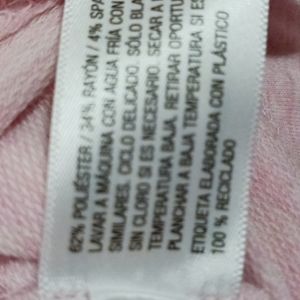 62% POLIÉSTER / 34% RAYÓN / 4% SPA
LAVAR A MÁQUINA CON AGUA FRÍA CON
SIMILARES. CICLO DELICADO. SÓLO BLA
SIN CLORO SI ES NECESARIO. SECAR A
TEMPERATURA BAJA. RETIRAR OPORTU
PLANCHAR A BAJA TEMPERATURA SI ES
ETIQUETA ELABORADA CON PLÁSTICO
100 % RECICLADO